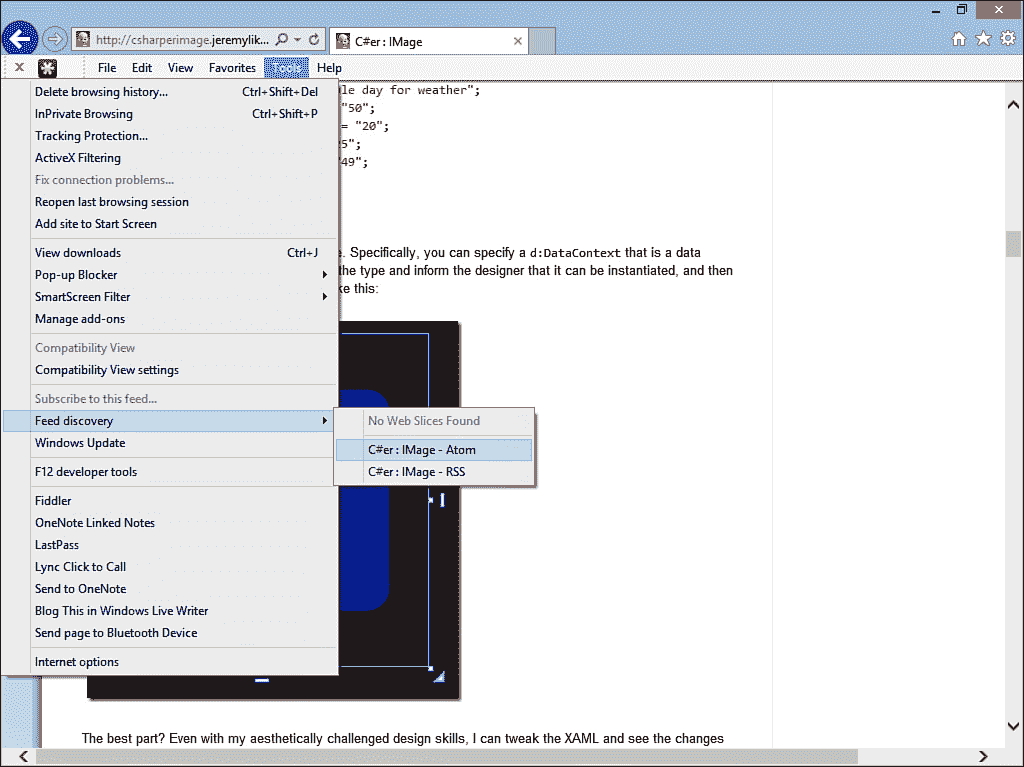 http://csharperimage.jeremylik...
C#er : IMage
File Edit View Favorites Tools Help
Delete browsing history... Ctrl+Shift+Del
InPrivate Browsing Ctrl+Shift+P
Tracking Protection...
ActiveX Filtering
Fix connection problems...
Reopen last browsing session
Add site to Start Screen
View downloads Ctrl+J
Pop-up Blocker
SmartScreen Filter
Manage add-ons
Compatibility View
Compatibility View settings
Subscribe to this feed...
Feed discovery
Windows Update
F12 developer tools
Fiddler
OneNote Linked Notes
LastPass
Lync Click to Call
Send to OneNote
Blog This in Windows Live Writer
Send page to Bluetooth Device
Internet options
No Web Slices Found
C#er : IMage - Atom
C#er : IMage - RSS
day for weather";
"50";
= "20";
5";
49";
. Specifically, you can specify a d:DataContext that is a data
the type and inform the designer that it can be instantiated, and then
this:
The best part? Even with my aesthetically challenged design skills, I can tweak the XAML and see the changes